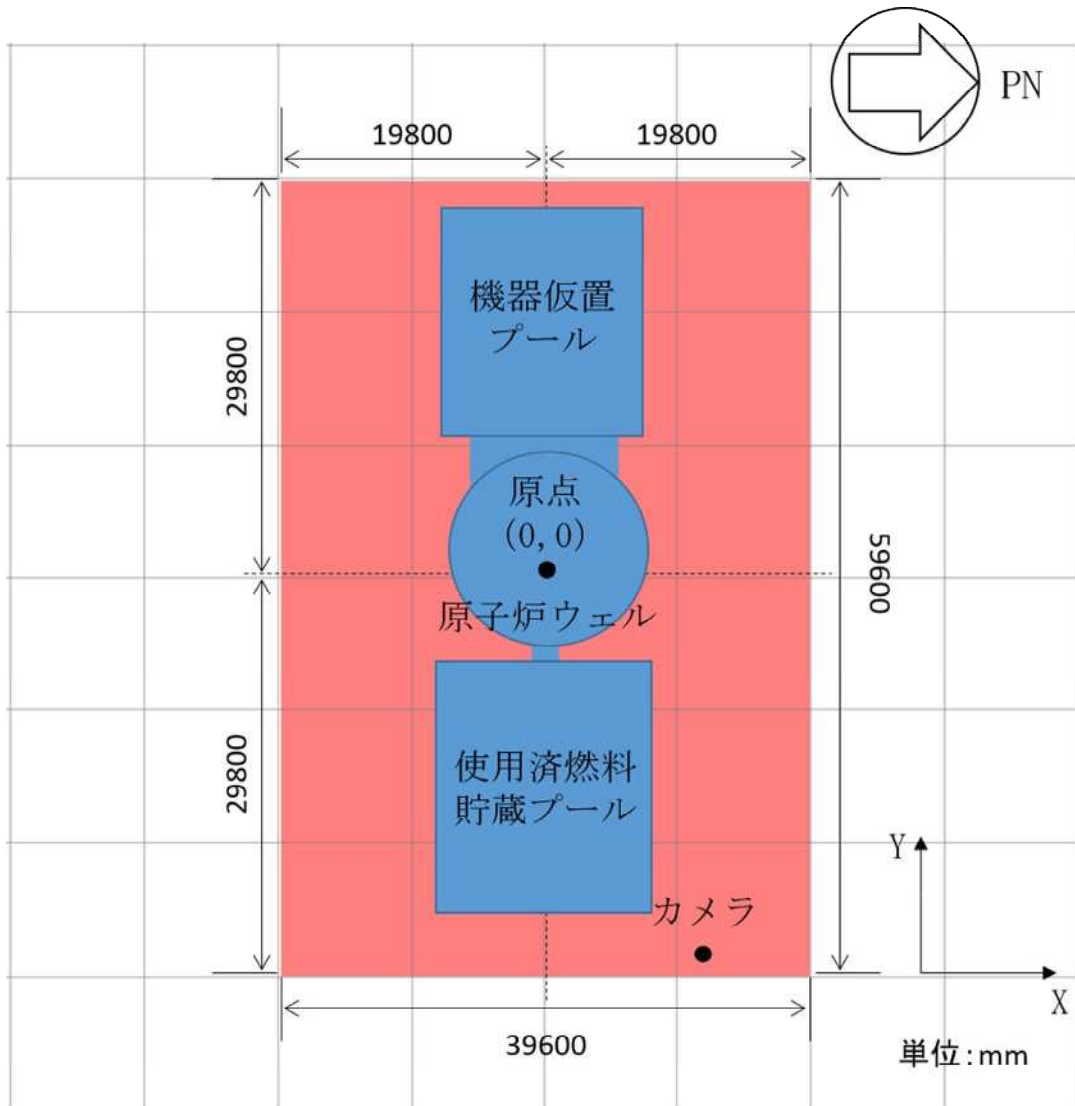 PN
19800
19800
機器仮置
プール
29800
原点
(0,0)
59600
原子炉ウェル
29800
使用済燃料
貯蔵プール
Y
カメラ
X
39600
単位:mm